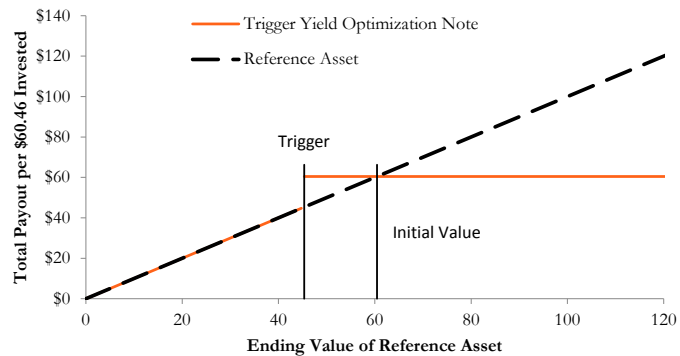 $140
$120
$100
$80
$60
$40
$20
$0
Total Payout per $60.46 Invested
Trigger Yield Optimization Note
Reference Asset
Trigger
Initial Value
0 20 40 60 80 100 120
Ending Value of Reference Asset